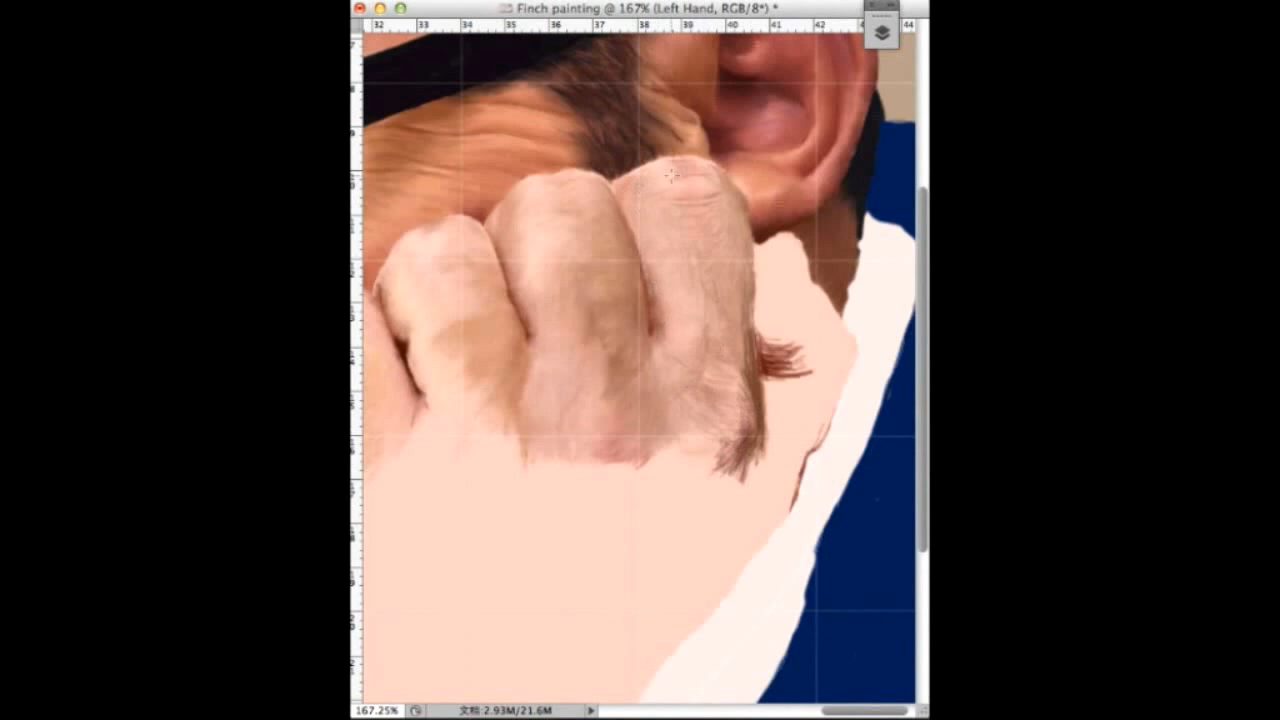 Finch painting @ 167% (Left Hand, RGB/8*) *
32 33 34 35 36 37 38 39 40 41 42 44
167.25% 文档:2.93M/21.6M